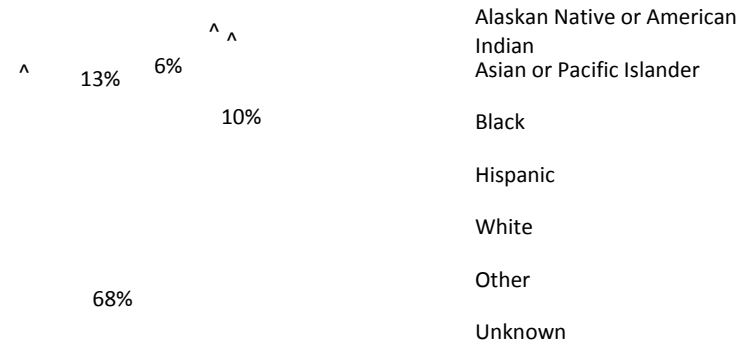 ^ ^
^ 13% 6%
10%
68%
Alaskan Native or American
Indian
Asian or Pacific Islander
Black
Hispanic
White
Other
Unknown